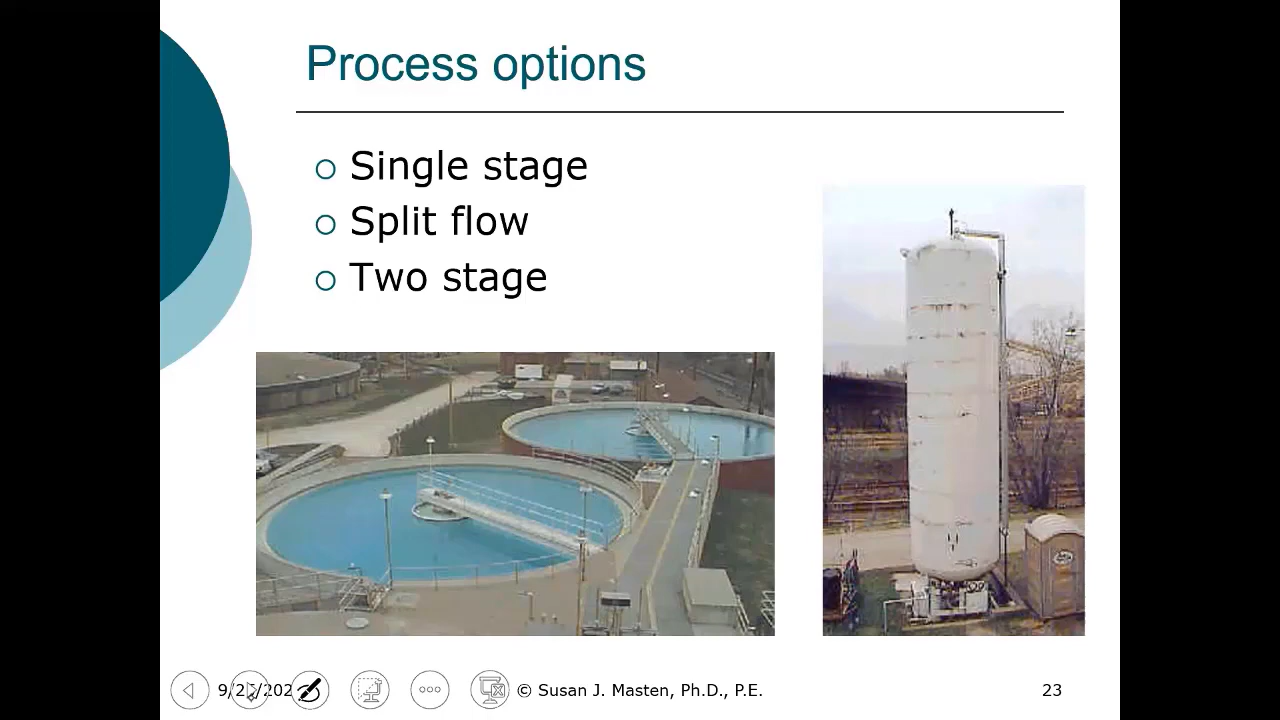 Process options
Single stage
Split flow
Two stage
© Susan J. Masten, Ph.D., P.E.
23